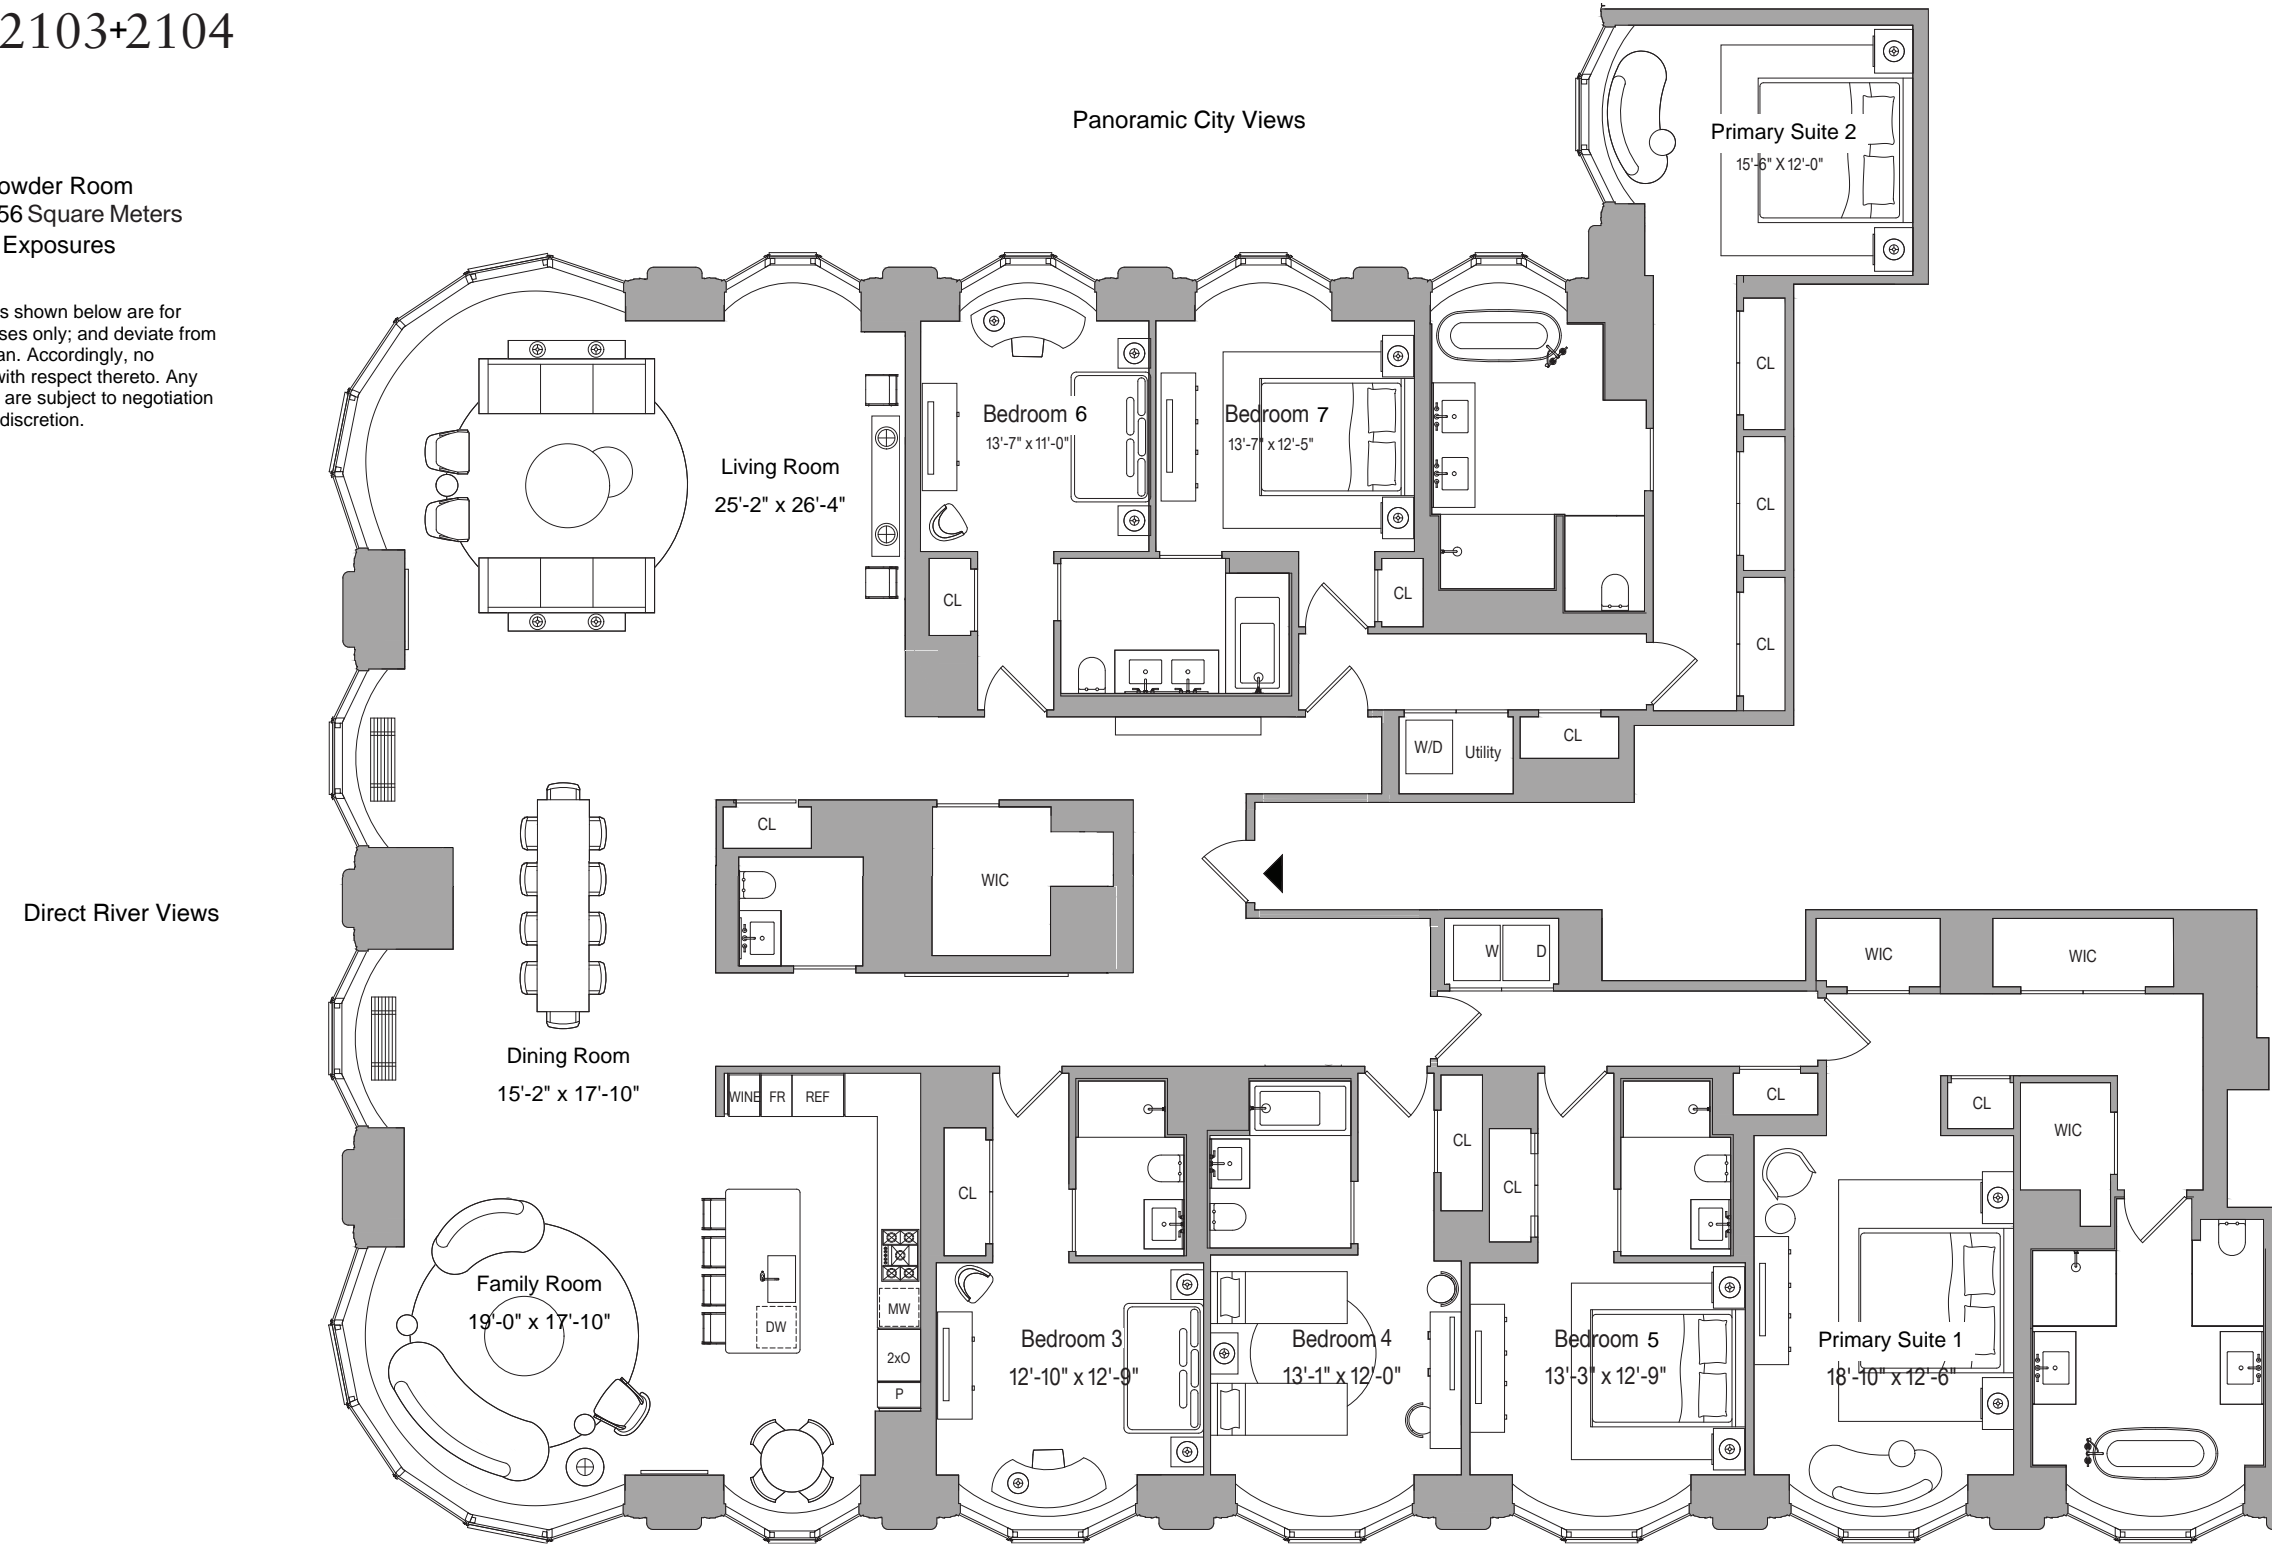 2103+2104
owder Room
56 Square Meters
Exposures
s shown below are for
ses only; and deviate from
an. Accordingly, no
with respect thereto. Any
are subject to negotiation
discretion.
Panoramic City Views
Primary Suite 2
15'-6" X 12'-0"
CL
CL
CL
Living Room
25'-2" x 26'-4"
Bedroom 6
13'-7" x 11'-0"
Bedroom 7
13'-7" x 12'-5"
CL
CL
W/D
Utility
CL
CL
WIC
Direct River Views
W D
WIC
WIC
Dining Room
15'-2" x 17'-10"
WINE FR REF
CL
CL
CL
CL
CL
WIC
CL
Family Room
19'-0" x 17'-10"
MW
DW
2xO
P
Bedroom 3
12'-10" x 12'-9"
Bedroom 4
13'-1" x 12'-0"
Bedroom 5
13'-3" x 12'-9"
Primary Suite 1
18'-10" x 12'-6"